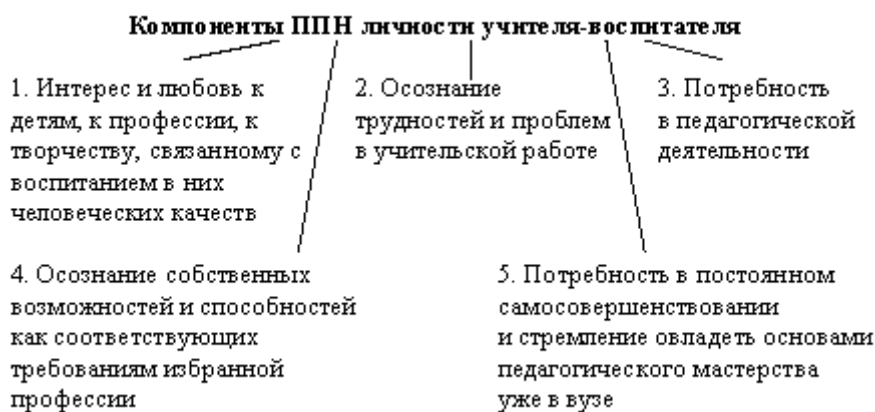 Компоненты ППН личности учителя-воспитателя
1. Интерес и любовь к
детям, к профессии, к
творчеству, связанному с
воспитанием в них
человеческих качеств
2. Осознание
трудностей и проблем
в учительской работе
3. Потребность
в педагогической
деятельности
4. Осознание собственных
возможностей и способностей
как соответствующих
требованиям избранной
профессии
5. Потребность в постоянном
самосовершенствовании
и стремление овладеть основами
педагогического мастерства
уже в вузе